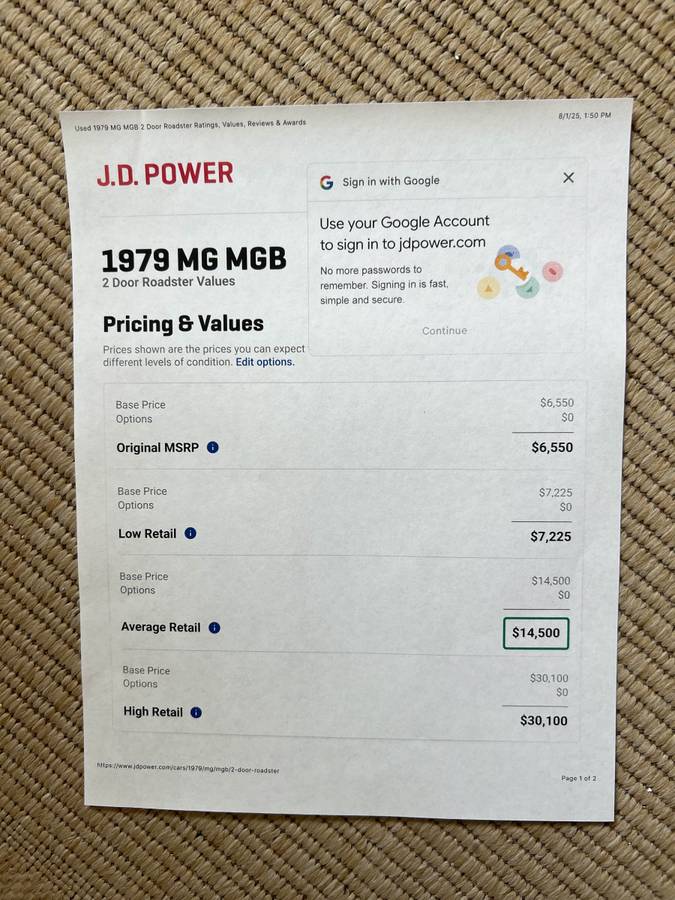 Used 1979 MG MGB 2 Door Roadster Ratings, Values, Reviews & Awards
8/1/25, 1:50 PM
J.D. POWER
Sign in with Google
Use your Google Account
to sign in to jdpower.com
No more passwords to
remember. Signing in is fast,
simple and secure.
Continue
1979 MG MGB
2 Door Roadster Values
Pricing & Values
Prices shown are the prices you can expect
different levels of condition. Edit options.
Base Price $6,550
Options $0
Original MSRP $6,550
Base Price $7,225
Options $0
Low Retail $7,225
Base Price $14,500
Options $0
Average Retail $14,500
Base Price $30,100
Options $0
High Retail $30,100
https://www.jdpower.com/cars/1979/mg/mgb/2-door-roadster
Page 1 of 2